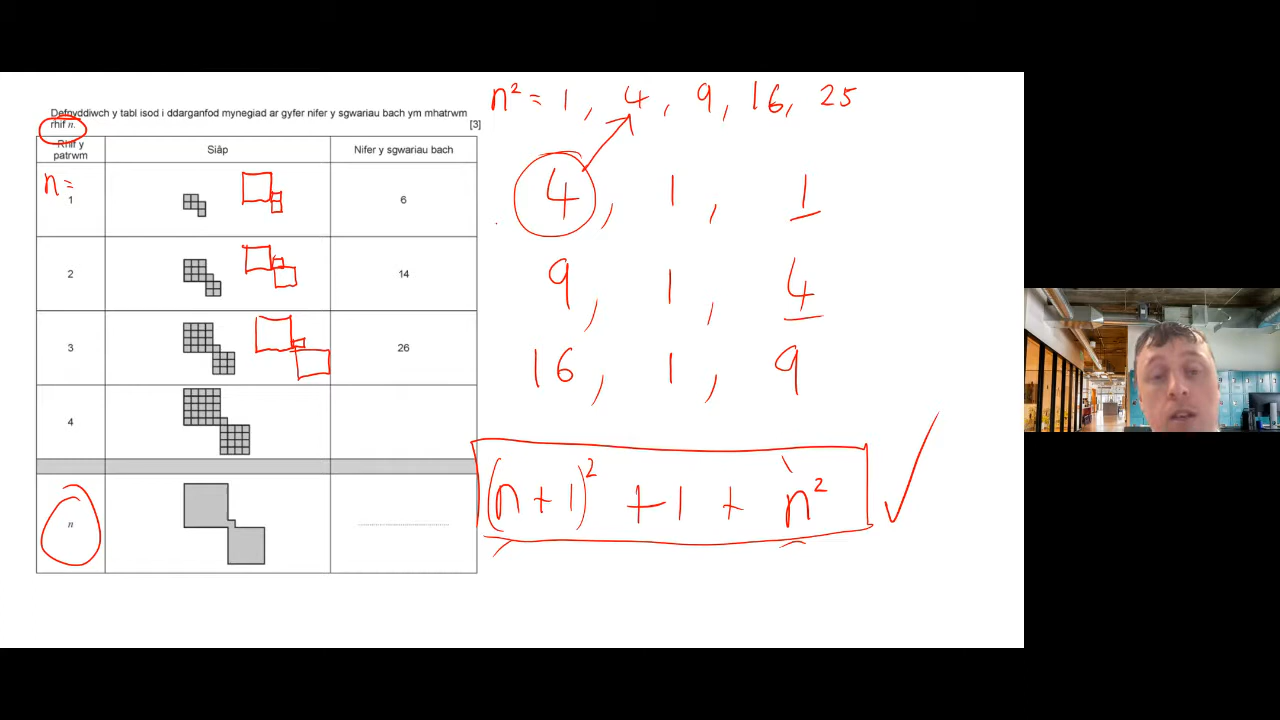 Defnyddiwch y tabl isod i ddarganfod mynegiad ar gyfer nifer y sgwariau bach ym mhatrwm
rhif n.
[3]
Rhif y patrwm
Siâp
Nifer y sgwariau bach
n =
1
6
2
14
3
26
4
n
..............................
n² = 1, 4, 9, 16, 25
4, 1, 1
9, 1, 4
16, 1, 9
(n+1)² + 1 + n²